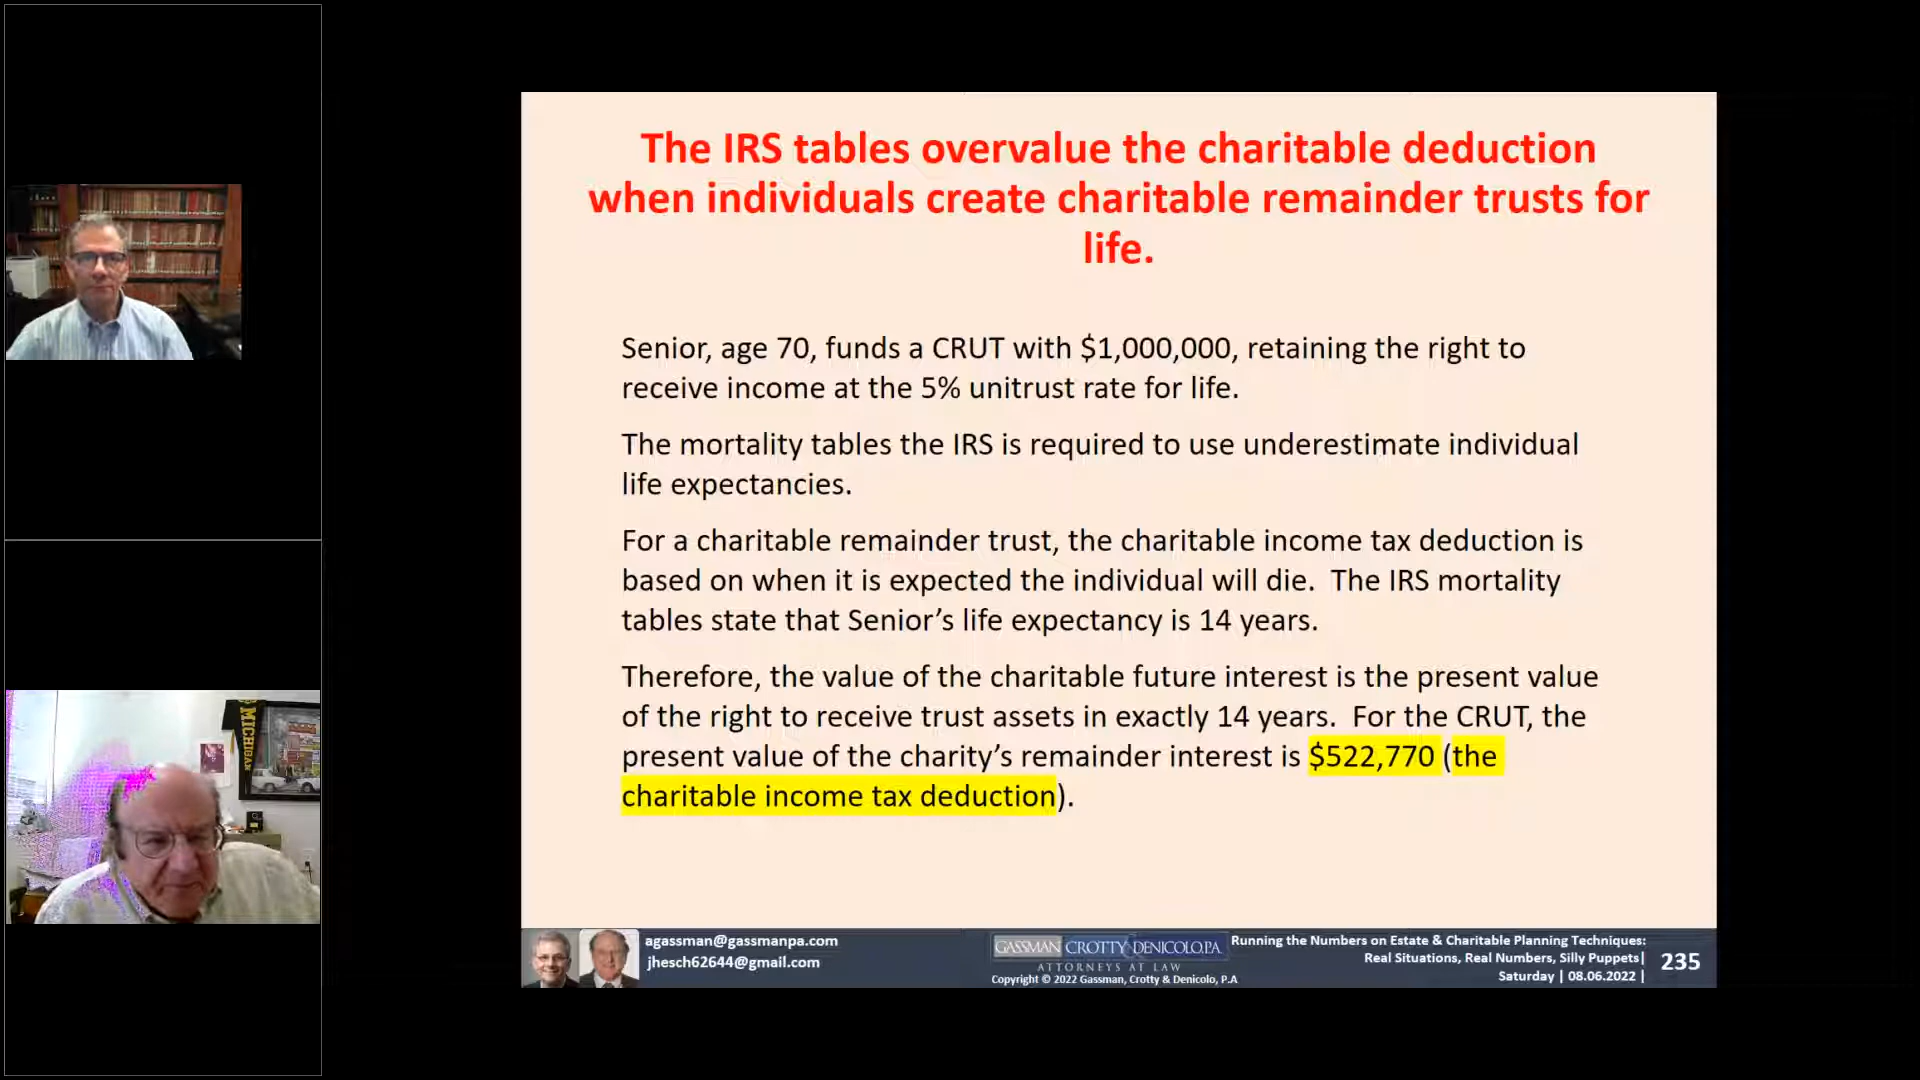 The IRS tables overvalue the charitable deduction
when individuals create charitable remainder trusts for
life.
Senior, age 70, funds a CRUT with $1,000,000, retaining the right to
receive income at the 5% unitrust rate for life.
The mortality tables the IRS is required to use underestimate individual
life expectancies.
For a charitable remainder trust, the charitable income tax deduction is
based on when it is expected the individual will die. The IRS mortality
tables state that Senior’s life expectancy is 14 years.
Therefore, the value of the charitable future interest is the present value
of the right to receive trust assets in exactly 14 years. For the CRUT, the
present value of the charity’s remainder interest is $522,770 (the
charitable income tax deduction).
MICHIGAN
agassman@gassmanpa.com
jhesch62644@gmail.com
GASSMAN CROTTY & DENICOLO, P.A.
ATTORNEYS AT LAW
Copyright © 2022 Gassman, Crotty & Denicolo, P.A
Running the Numbers on Estate & Charitable Planning Techniques:
Real Situations, Real Numbers, Silly Puppets|
Saturday | 08.06.2022 |
235